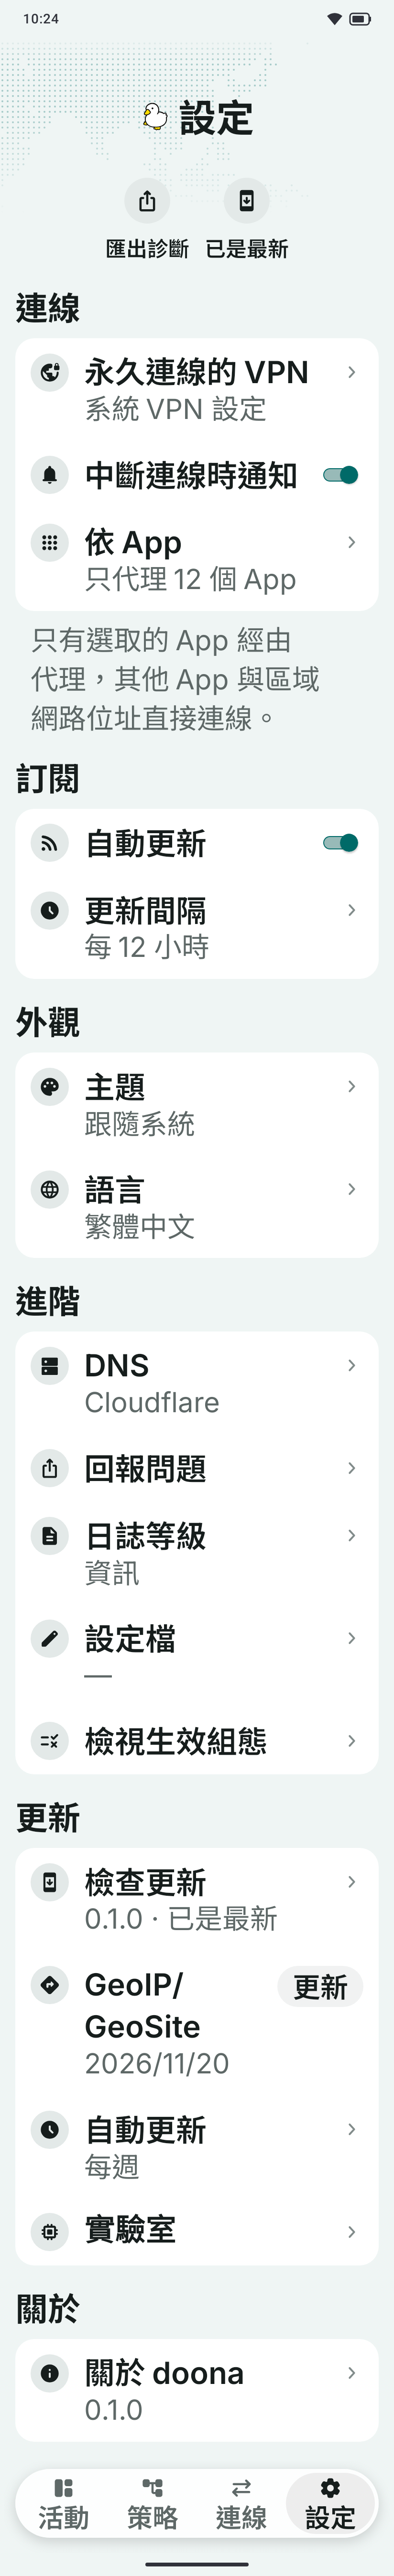 10:24
設定
匯出診斷
已是最新
連線
永久連線的 VPN
系統 VPN 設定
中斷連線時通知
依 App
只代理 12 個 App
只有選取的 App 經由
代理，其他 App 與區域
網路位址直接連線。
訂閱
自動更新
更新間隔
每 12 小時
外觀
主題
跟隨系統
語言
繁體中文
進階
DNS
Cloudflare
回報問題
日誌等級
資訊
設定檔
—
檢視生效組態
更新
檢查更新
0.1.0 · 已是最新
GeoIP/
GeoSite
更新
2026/11/20
自動更新
每週
實驗室
關於
關於 doona
0.1.0
活動
策略
連線
設定